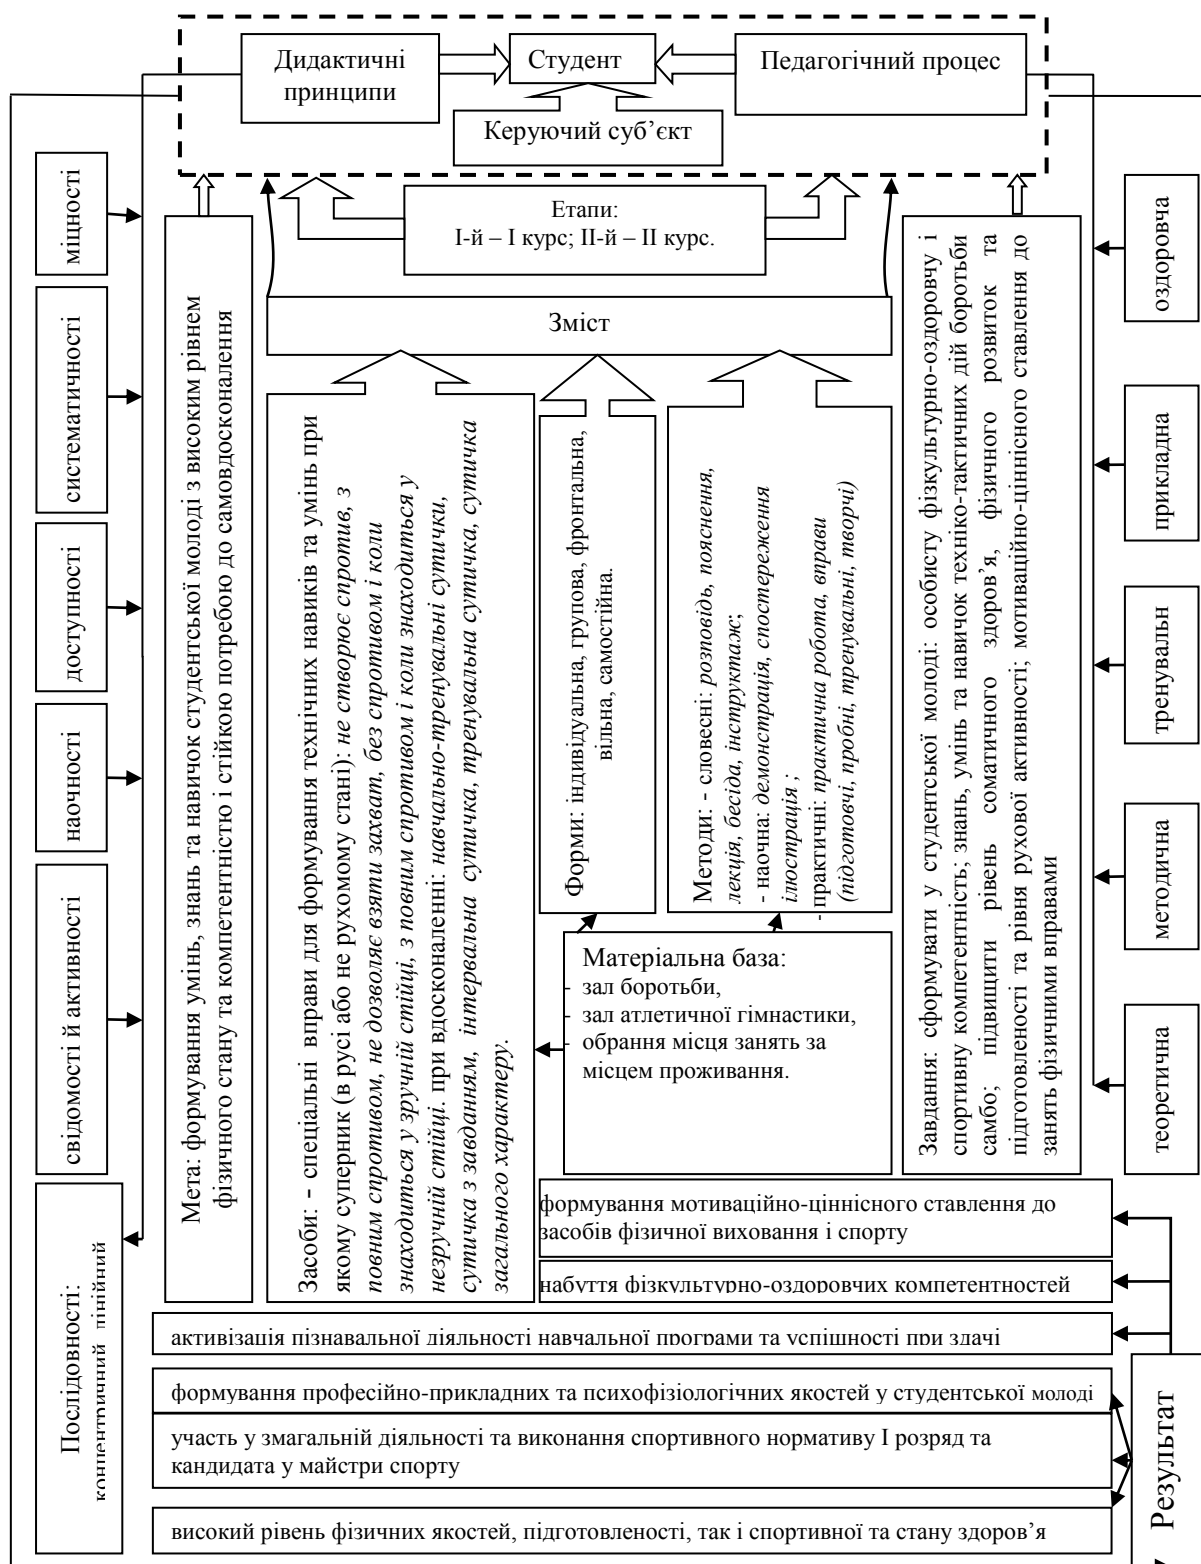 Дидактичні
принципи
Студент
Педагогічний процес
Керуючий суб’єкт
Етапи:
І-й – І курс; ІІ-й – ІІ курс.
Зміст
міцності
систематичності
доступності
наочності
свідомості й активності
Послідовності:
концентричний лінійний
Мета: формування умінь, знань та навичок студентської молоді з високим рівнем
фізичного стану та компетентністю і стійкою потребою до самовдосконалення
Засоби: - спеціальні вправи для формування технічних навиків та умінь при
якому суперник (в русі або не рухомому стані): не створює спротив, з
повним спротивом, не дозволяє взяти захват, без спротивом і коли
знаходиться у зручній стійці, з повним спротивом і коли знаходиться у
незручній стійці. при вдосконаленні: навчально-тренувальні сутички,
сутичка з завданням, інтервальна сутичка, тренувальна сутичка, сутичка
загального характеру.
Форми: індивідуальна, групова, фронтальна,
вільна, самостійна.
Методи: - словесні: розповідь, пояснення,
лекція, бесіда, інструктаж;
- наочна: демонстрація, спостереження
ілюстрація ;
- практичні: практична робота, вправи
(підготовчі, пробні, тренувальні, творчі)
Матеріальна база:
- зал боротьби,
- зал атлетичної гімнастики,
- обрання місця занять за
місцем проживання.
Завдання: сформувати у студентської молоді: особисту фізкультурно-оздоровчу і
спортивну компетентність; знань, умінь та навичок техніко-тактичних дій боротьби
самбо; підвищити рівень соматичного здоров'я, фізичного розвиток та
підготовленості та рівня рухової активності; мотиваційно-ціннісного ставлення до
занять фізичними вправами
оздоровча
прикладна
тренувальн
методична
теоретична
формування мотиваційно-ціннісного ставлення до
засобів фізичної виховання і спорту
набуття фізкультурно-оздоровчих компетентностей
активізація пізнавальної діяльності навчальної програми та успішності при здачі
формування професійно-прикладних та психофізіологічних якостей у студентської молоді
участь у змагальній діяльності та виконання спортивного нормативу І розряд та
кандидата у майстри спорту
високий рівень фізичних якостей, підготовленості, так і спортивної та стану здоров’я
Результат